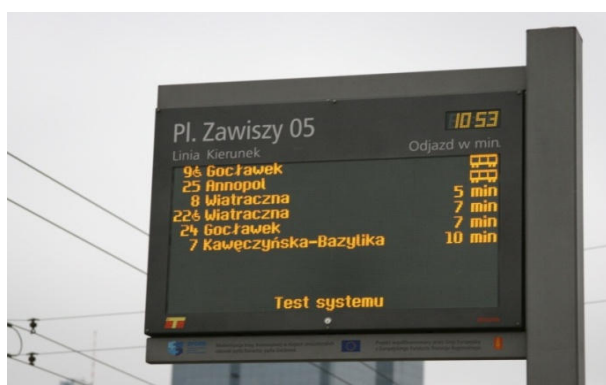 Pl. Zawiszy 05 10 53
Linia Kierunek Odjazd w min.
9 Gocławek
25 Annopol
8 Wiatraczna 5 min
22 Wiatraczna 7 min
24 Gocławek 7 min
7 Kawęczyńska-Bazylika 10 min
Test systemu